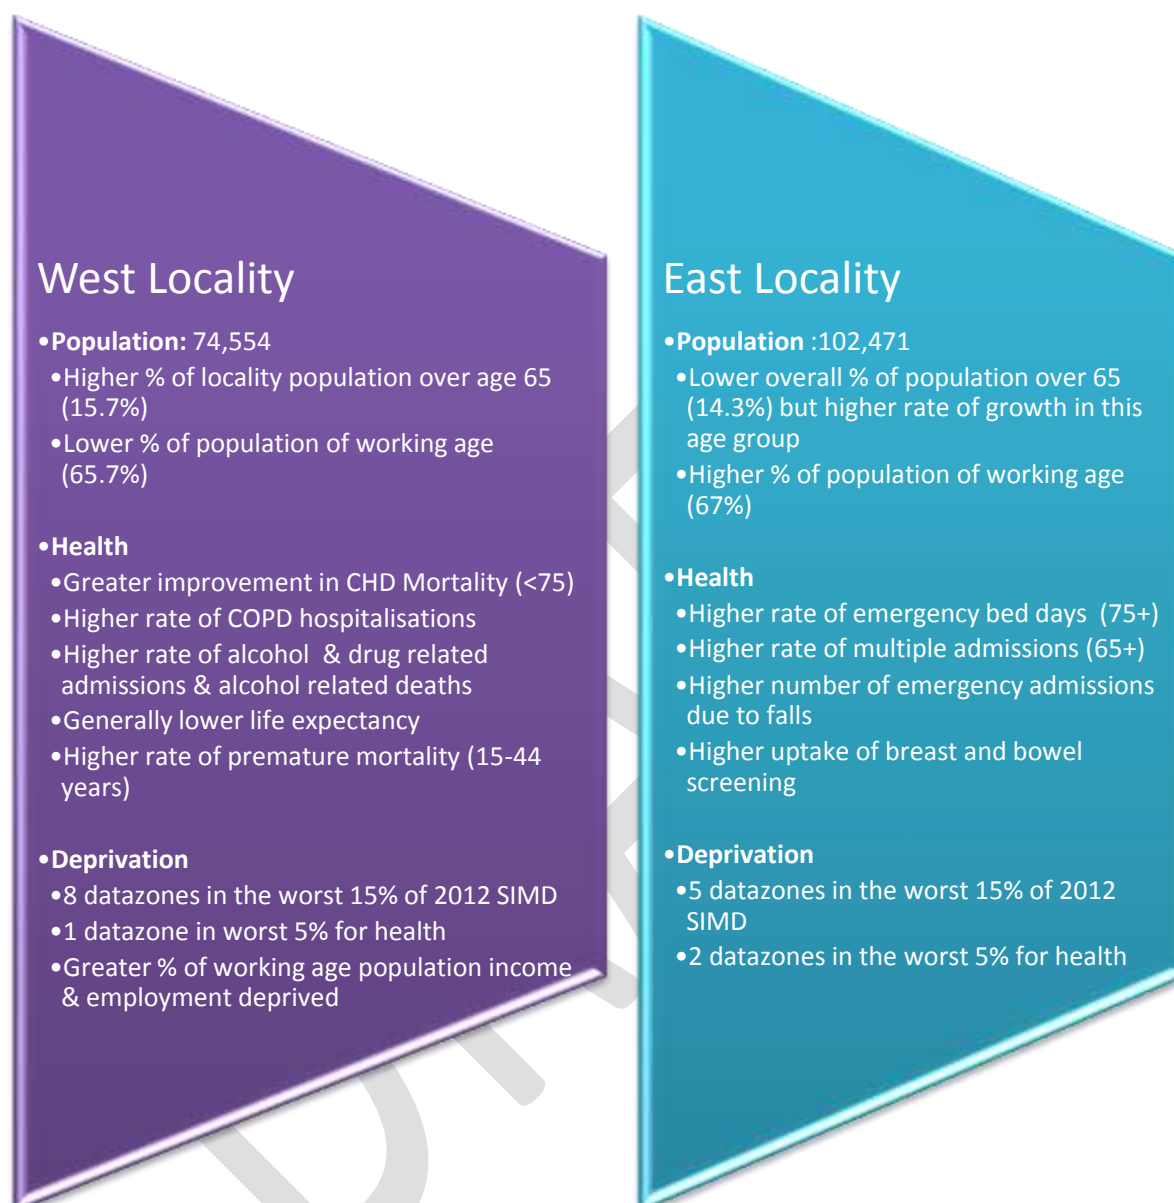 West Locality
•Population: 74,554
•Higher % of locality population over age 65
(15.7%)
•Lower % of population of working age
(65.7%)
•Health
•Greater improvement in CHD Mortality (<75)
•Higher rate of COPD hospitalisations
•Higher rate of alcohol & drug related
admissions & alcohol related deaths
•Generally lower life expectancy
•Higher rate of premature mortality (15-44
years)
•Deprivation
•8 datazones in the worst 15% of 2012 SIMD
•1 datazone in worst 5% for health
•Greater % of working age population income
& employment deprived
East Locality
•Population :102,471
•Lower overall % of population over 65
(14.3%) but higher rate of growth in this
age group
•Higher % of population of working age
(67%)
•Health
•Higher rate of emergency bed days (75+)
•Higher rate of multiple admissions (65+)
•Higher number of emergency admissions
due to falls
•Higher uptake of breast and bowel
screening
•Deprivation
•5 datazones in the worst 15% of 2012
SIMD
•2 datazones in the worst 5% for health